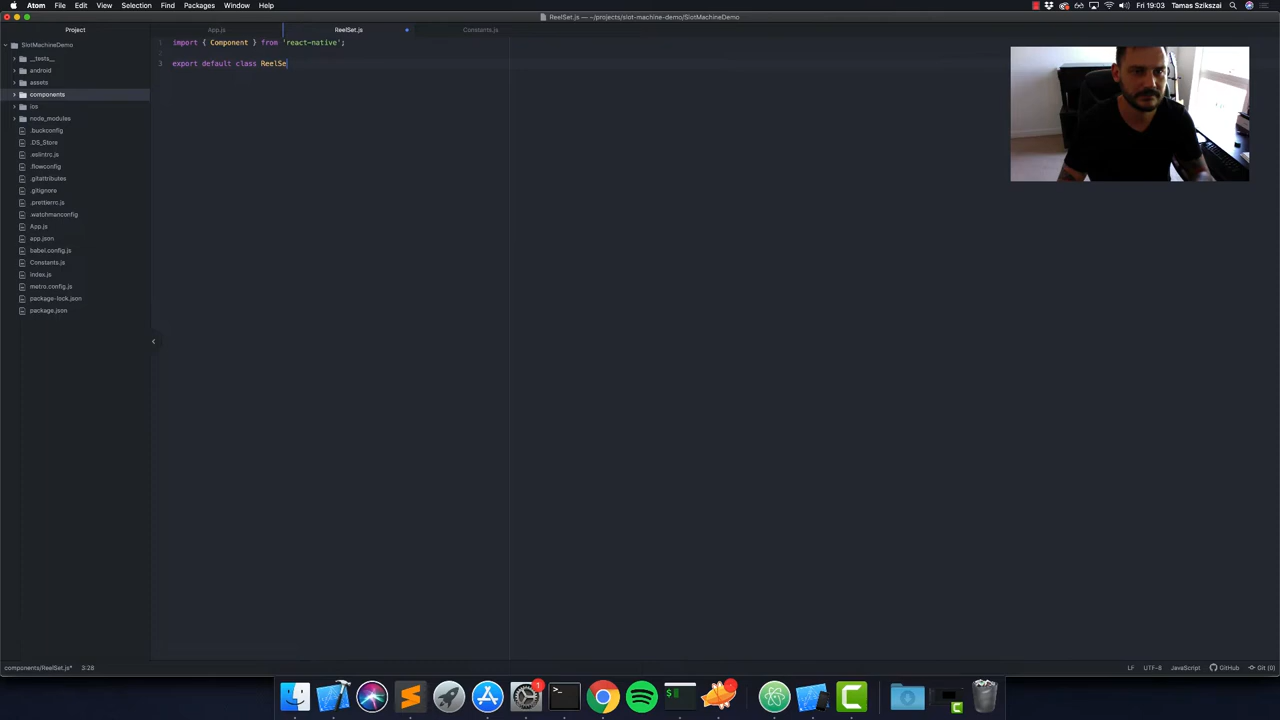 Atom File Edit View Selection Find Packages Window Help
Fri 19:03 Tamas Szikszai
ReelSet.js — ~/projects/slot-machine-demo/SlotMachineDemo
Project
App.js
ReelSet.js
Constants.js
SlotMachineDemo
__tests__
android
assets
components
ios
node_modules
.buckconfig
.DS_Store
.eslintrc.js
.flowconfig
.gitattributes
.gitignore
.prettierrc.js
.watchmanconfig
App.js
app.json
babel.config.js
Constants.js
index.js
metro.config.js
package-lock.json
package.json
1 import { Component } from 'react-native';
2
3 export default class ReelSe
components/ReelSet.js* 3:28
LF UTF-8 JavaScript GitHub Git (0)
1